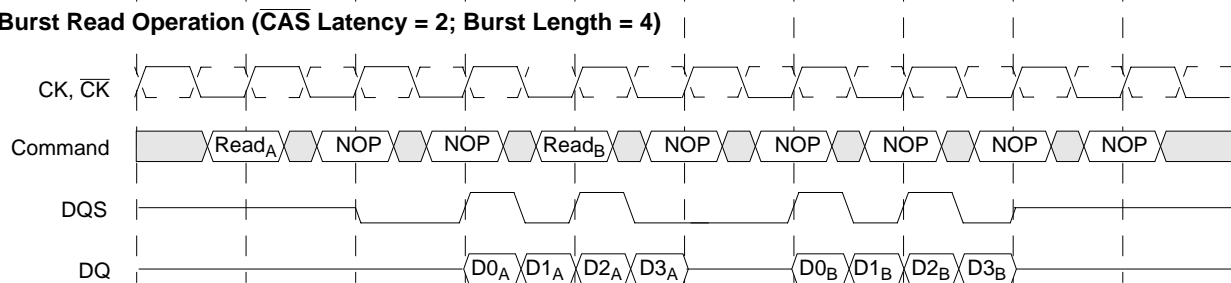 Burst Read Operation (CAS Latency = 2; Burst Length = 4)
CK, CK
Command ReadA NOP NOP ReadB NOP NOP NOP NOP NOP
DQS
DQ D0A D1A D2A D3A D0B D1B D2B D3B